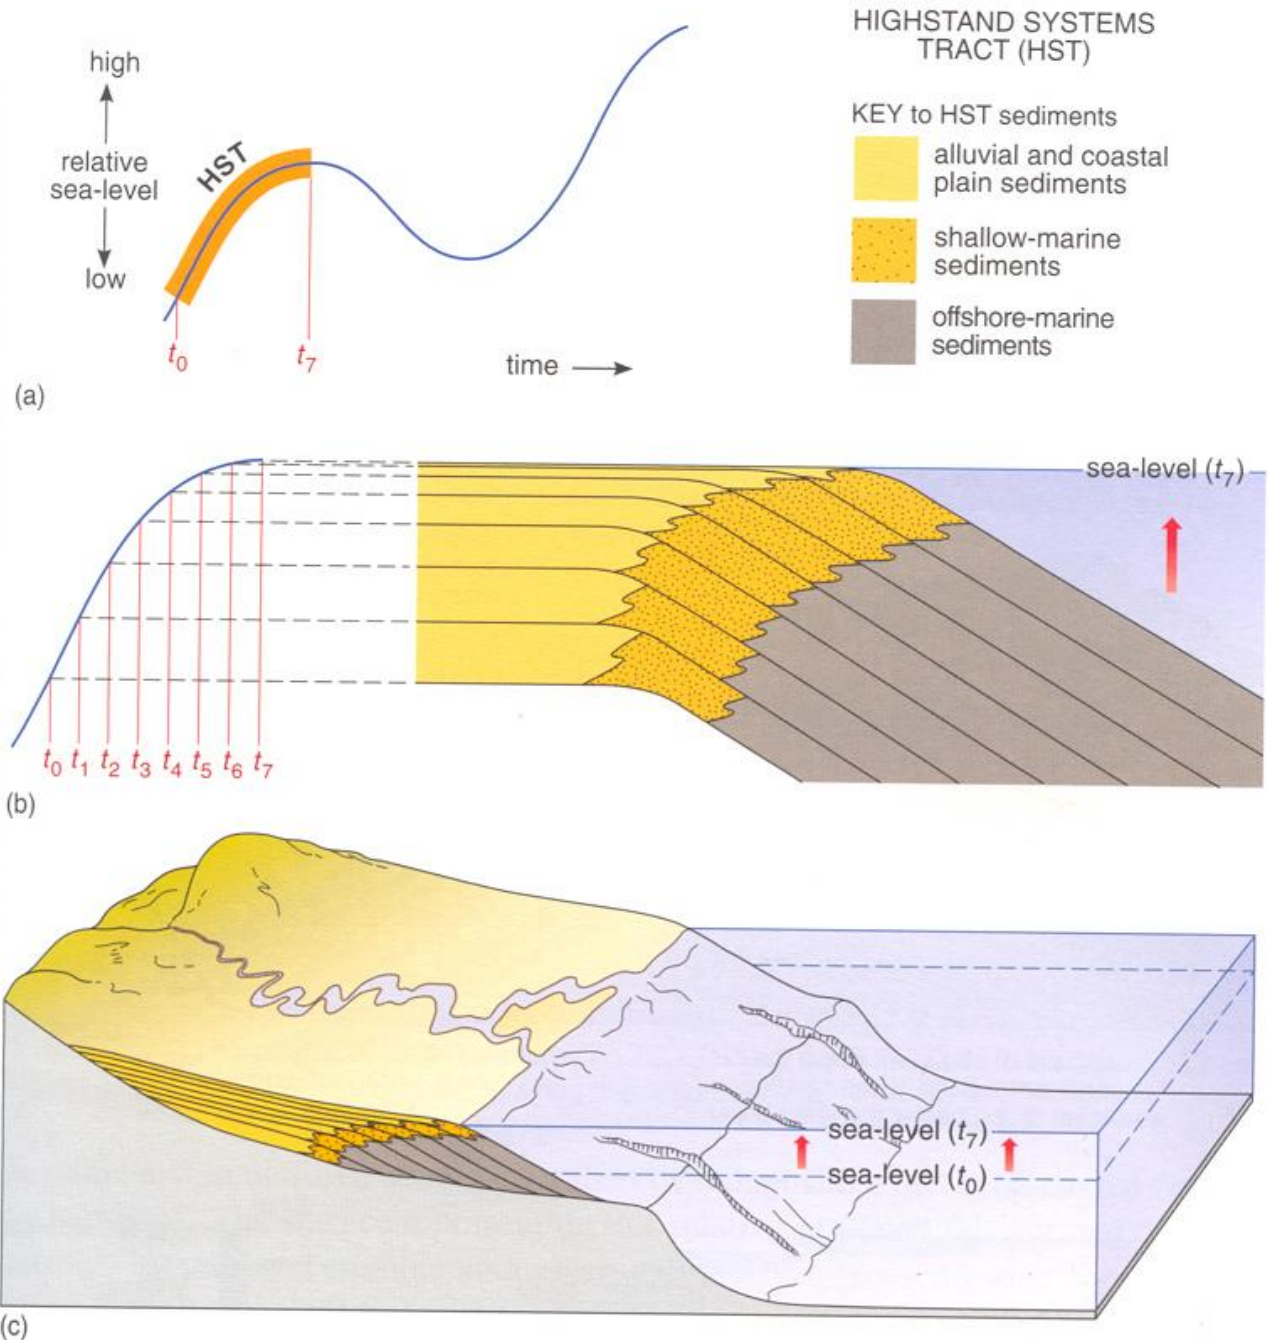 HIGHSTAND SYSTEMS
TRACT (HST)
high
relative
sea-level
low
HST
t0
t7
time
KEY to HST sediments
alluvial and coastal
plain sediments
shallow-marine
sediments
offshore-marine
sediments
(a)
sea-level (t7)
t0 t1 t2 t3 t4 t5 t6 t7
(b)
sea-level (t7)
sea-level (t0)
(c)